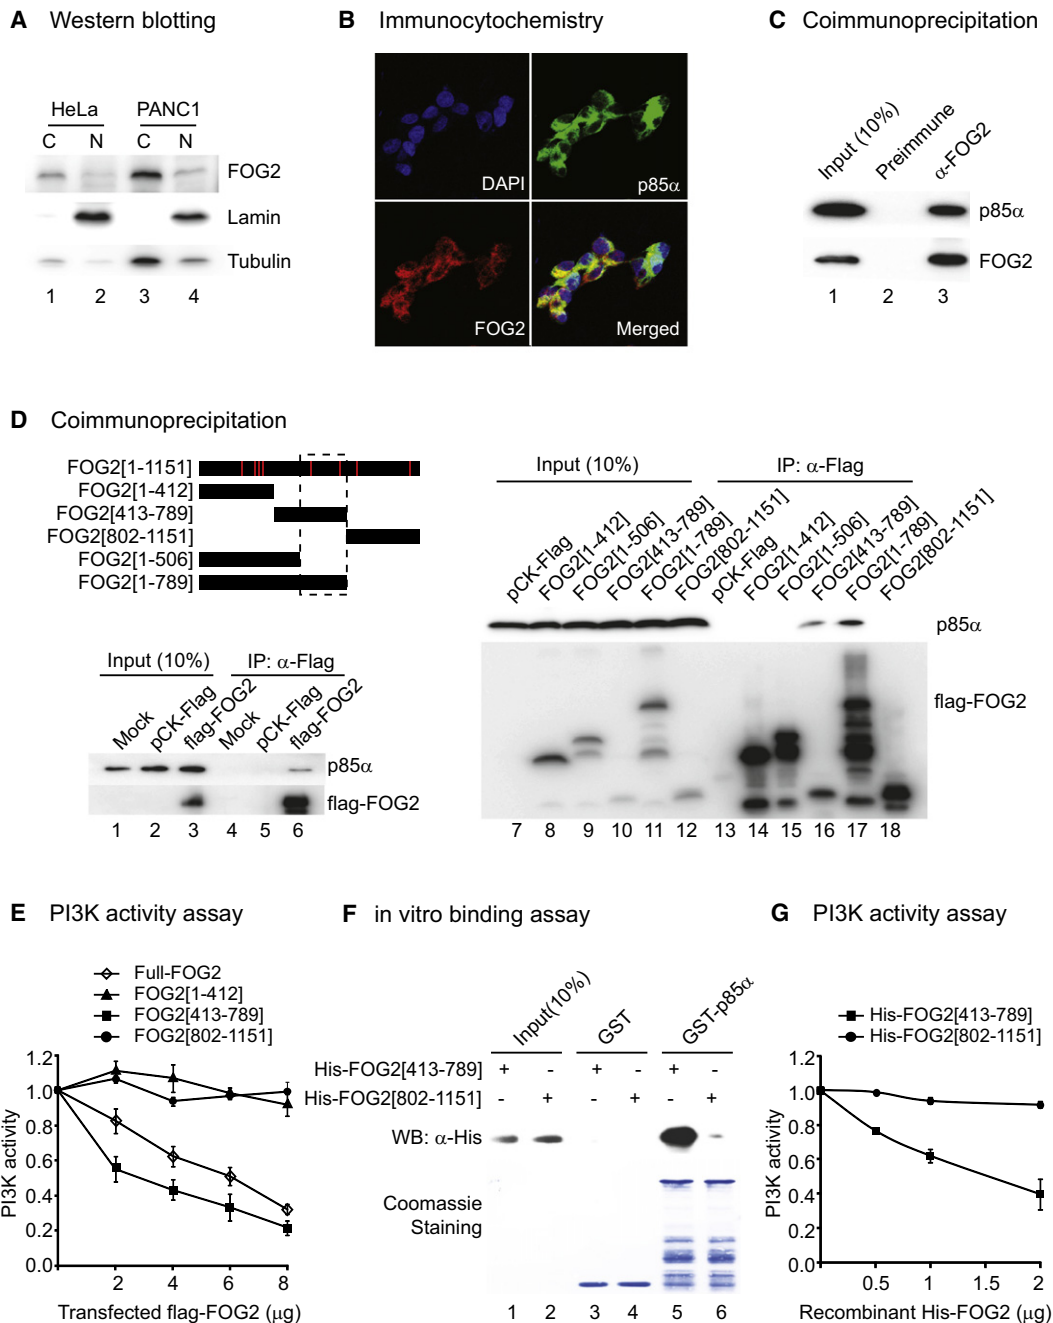 A Western blotting
HeLa PANC1
C N C N
FOG2
Lamin
Tubulin
1 2 3 4
B Immunocytochemistry
DAPI
p85α
FOG2
Merged
C Coimmunoprecipitation
Input (10%)
Preimmune
α-FOG2
p85α
FOG2
1 2 3
D Coimmunoprecipitation
FOG2[1-1151]
FOG2[1-412]
FOG2[413-789]
FOG2[802-1151]
FOG2[1-506]
FOG2[1-789]
Input (10%) IP: α-Flag
Mock
pCK-Flag
flag-FOG2
Mock
pCK-Flag
flag-FOG2
p85α
flag-FOG2
1 2 3 4 5 6
Input (10%) IP: α-Flag
pCK-Flag
FOG2[1-412]
FOG2[1-506]
FOG2[413-789]
FOG2[1-789]
FOG2[802-1151]
pCK-Flag
FOG2[1-412]
FOG2[1-506]
FOG2[413-789]
FOG2[1-789]
FOG2[802-1151]
p85α
flag-FOG2
7 8 9 10 11 12 13 14 15 16 17 18
E PI3K activity assay
Full-FOG2
FOG2[1-412]
FOG2[413-789]
FOG2[802-1151]
PI3K activity
1.2
1.0
0.8
0.6
0.4
0.2
0.0
2 4 6 8
Transfected flag-FOG2 (μg)
F in vitro binding assay
Input(10%)
GST
GST-p85α
His-FOG2[413-789] + - + - + -
His-FOG2[802-1151] - + - + - +
WB: α-His
Coomassie
Staining
1 2 3 4 5 6
G PI3K activity assay
His-FOG2[413-789]
His-FOG2[802-1151]
PI3K activity
1.2
1.0
0.8
0.6
0.4
0.2
0.0
0.5 1 1.5 2
Recombinant His-FOG2 (μg)